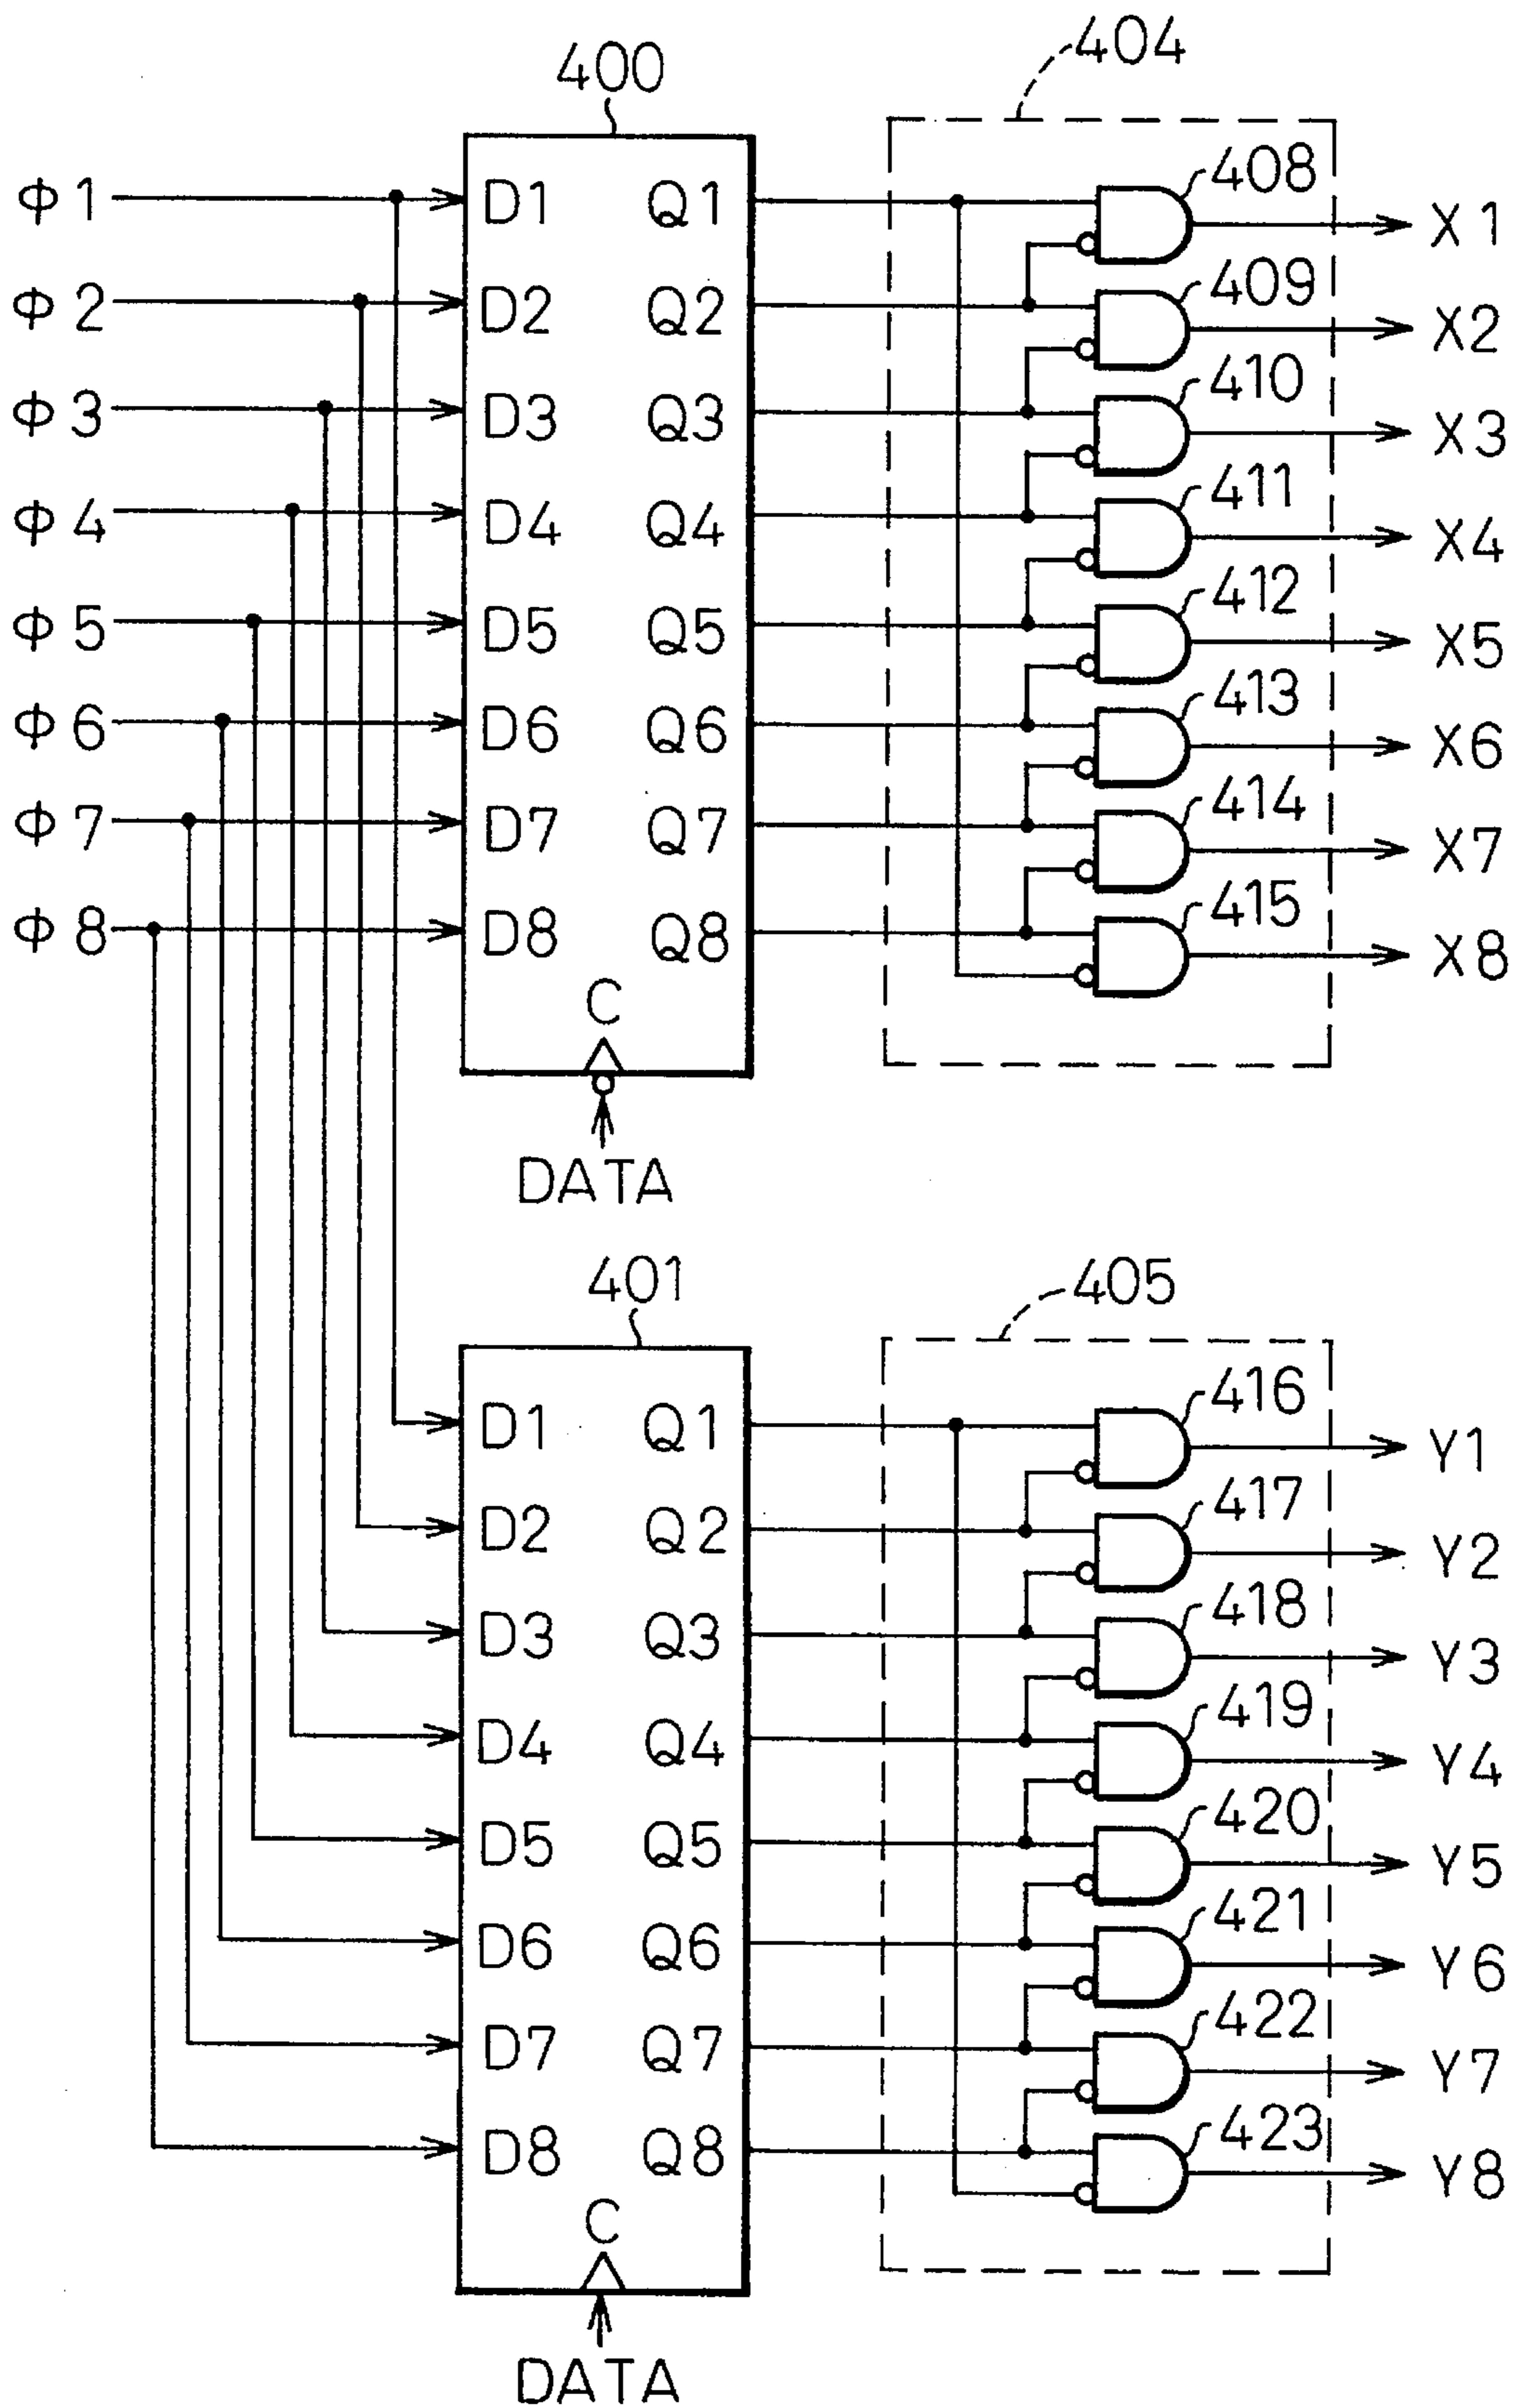 400
404
Φ1
D1
Q1
408
X1
Φ2
D2
Q2
409
X2
Φ3
D3
Q3
410
X3
Φ4
D4
Q4
411
X4
Φ5
D5
Q5
412
X5
Φ6
D6
Q6
413
X6
Φ7
D7
Q7
414
X7
Φ8
D8
Q8
415
X8
C
DATA
401
405
D1
Q1
416
Y1
D2
Q2
417
Y2
D3
Q3
418
Y3
D4
Q4
419
Y4
D5
Q5
420
Y5
D6
Q6
421
Y6
D7
Q7
422
Y7
D8
Q8
423
Y8
C
DATA